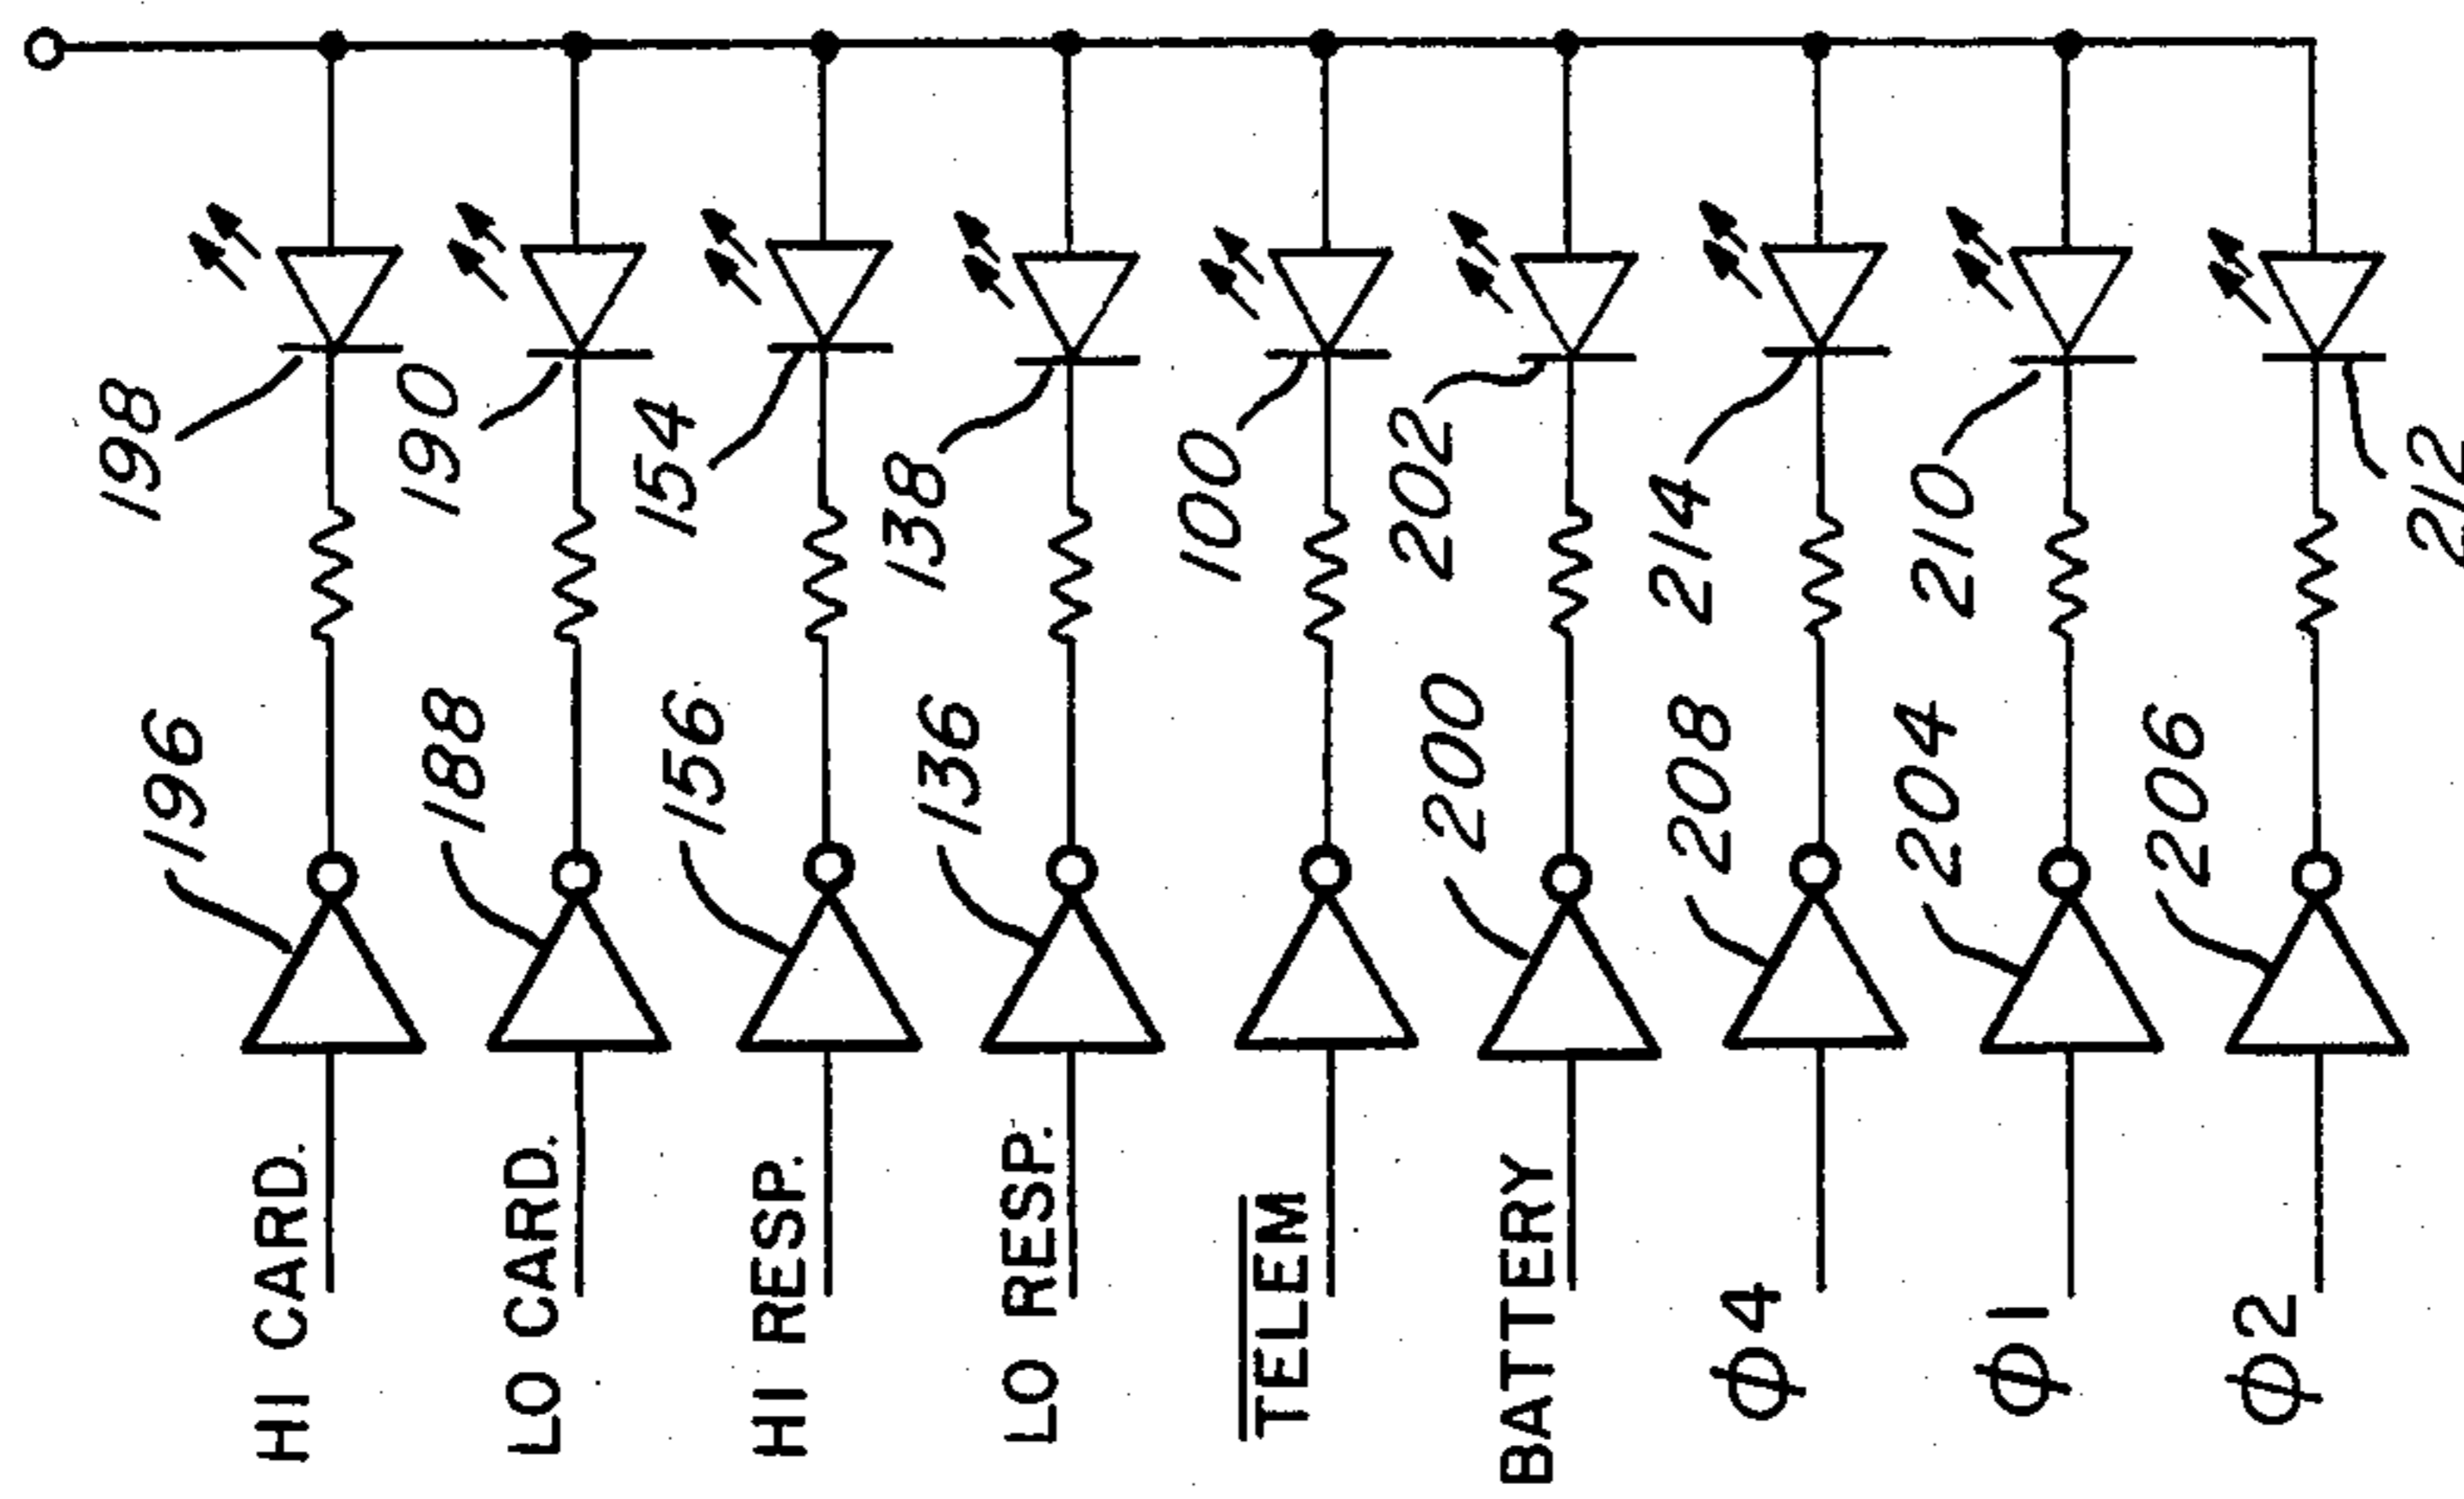 HI CARD. 196 198
LO CARD. 188 190
HI RESP. 156 154
LO RESP. 136 138
TELEM 100
BATTERY 200 202
ϕ4 208 214
ϕ1 204 210
ϕ2 206 212